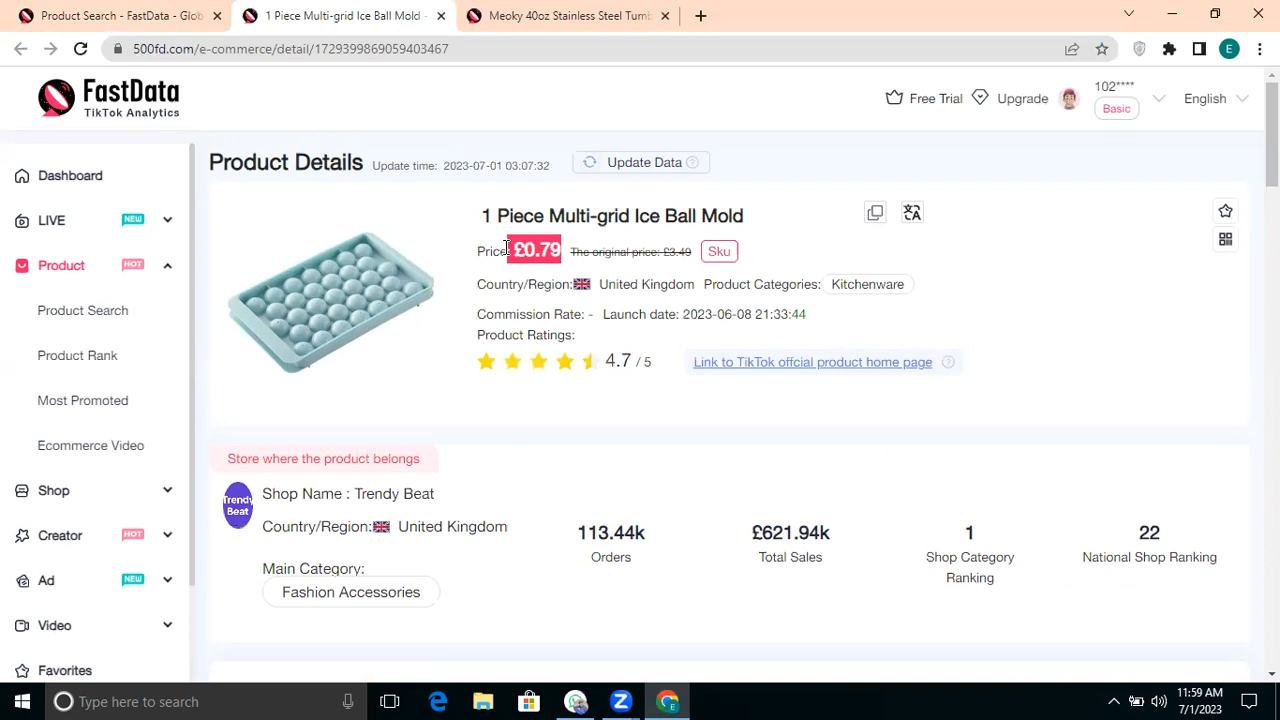 Product Search - FastData - Glob
1 Piece Multi-grid Ice Ball Mold -
Meoky 40oz Stainless Steel Tumb
500fd.com/e-commerce/detail/1729399869059403467
E
FastData
TikTok Analytics
Free Trial
Upgrade
102****
Basic
English
Dashboard
LIVE NEW
Product HOT
Product Search
Product Rank
Most Promoted
Ecommerce Video
Shop
Creator HOT
Ad NEW
Video
Favorites
Product Details Update time: 2023-07-01 03:07:32 Update Data
1 Piece Multi-grid Ice Ball Mold
Price: £0.79 The original price: £3.49 Sku
Country/Region: United Kingdom Product Categories: Kitchenware
Commission Rate: - Launch date: 2023-06-08 21:33:44
Product Ratings:
4.7 / 5 Link to TikTok offcial product home page
Store where the product belongs
Trendy Beat
Shop Name : Trendy Beat
Country/Region: United Kingdom
Main Category:
Fashion Accessories
113.44k
Orders
£621.94k
Total Sales
1
Shop Category
Ranking
22
National Shop Ranking
Type here to search
11:59 AM
7/1/2023